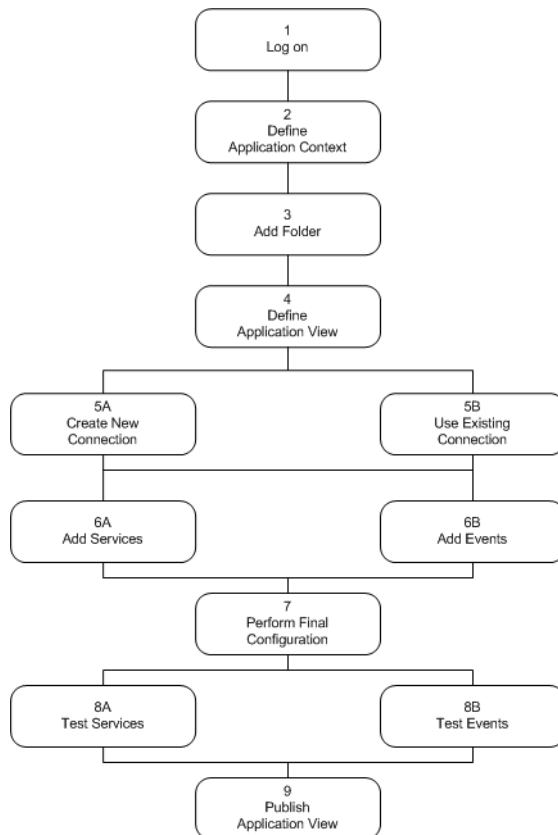 1
Log on
2
Define
Application Context
3
Add Folder
4
Define
Application View
5A
Create New
Connection
5B
Use Existing
Connection
6A
Add Services
6B
Add Events
7
Perform Final
Configuration
8A
Test Services
8B
Test Events
9
Publish
Application View